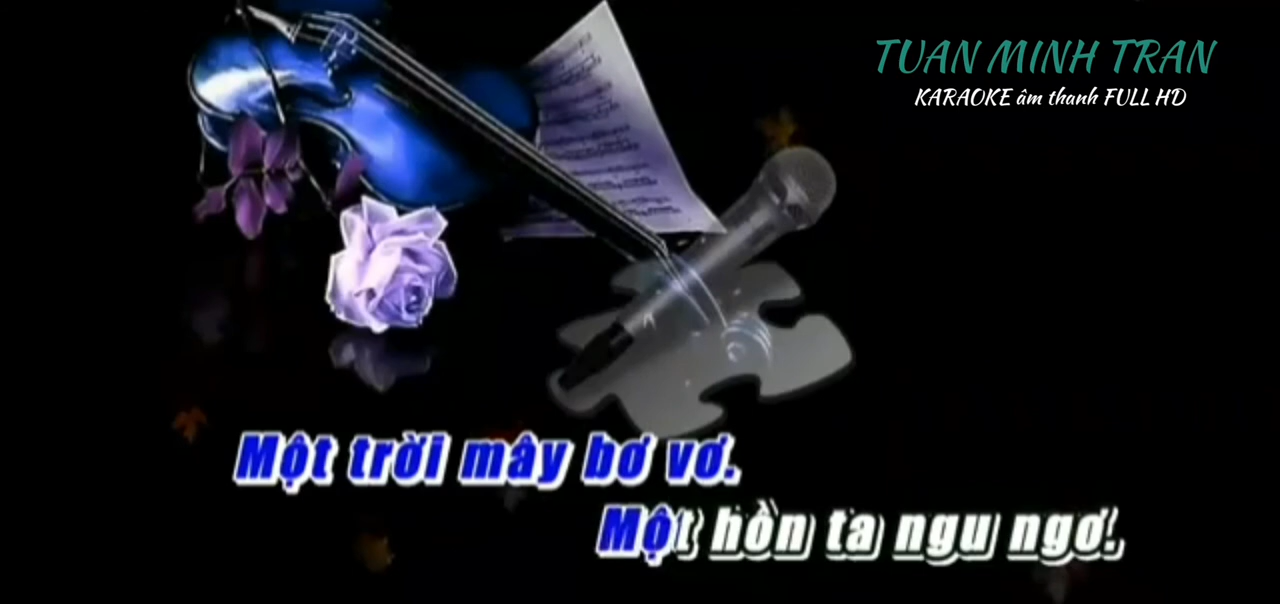 TUAN MINH TRAN
KARAOKE âm thanh FULL HD
Một trời mây bơ vơ.
Một hồn ta ngu ngơ.